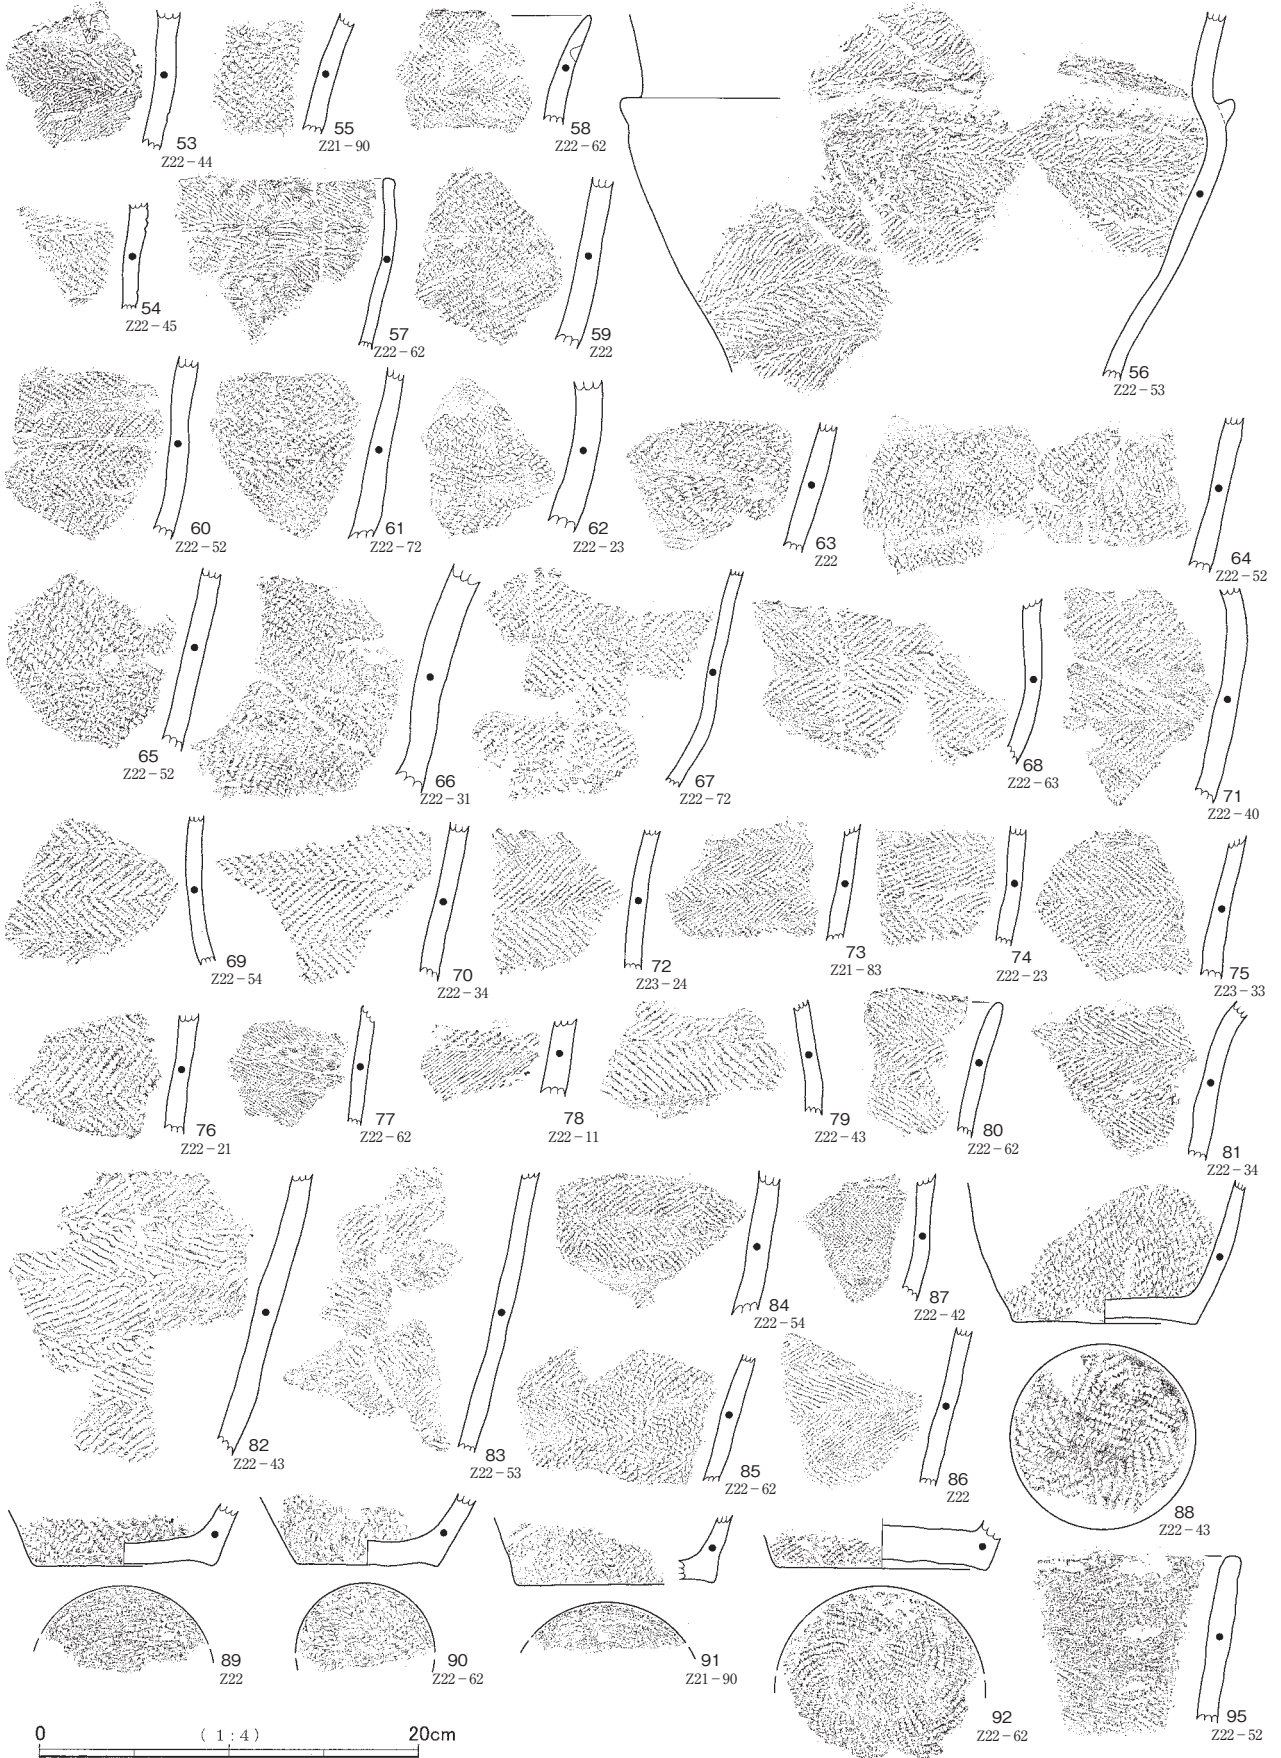 53
Z22−44
55
Z21−90
58
Z22−62
54
Z22−45
57
Z22−62
59
Z22
56
Z22−53
60
Z22−52
61
Z22−72
62
Z22−23
63
Z22
64
Z22−52
65
Z22−52
66
Z22−31
67
Z22−72
68
Z22−63
71
Z22−40
69
Z22−54
70
Z22−34
72
Z23−24
73
Z21−83
74
Z22−23
75
Z23−33
76
Z22−21
77
Z22−62
78
Z22−11
79
Z22−43
80
Z22−62
81
Z22−34
82
Z22−43
83
Z22−53
84
Z22−54
87
Z22−42
85
Z22−62
86
Z22
88
Z22−43
89
Z22
90
Z22−62
91
Z21−90
92
Z22−62
95
Z22−52
0 (1:4) 20cm